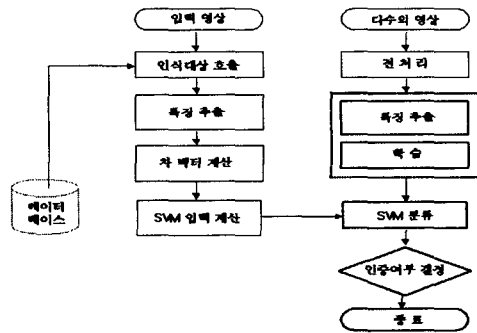 입력 영상
인식대상 호출
특징 추출
차 벡터 계산
SVM 입력 계산
데이터
베이스
다수의 영상
전 처리
특징 추출
학 습
SVM 분류
인증여부 결정
종 료